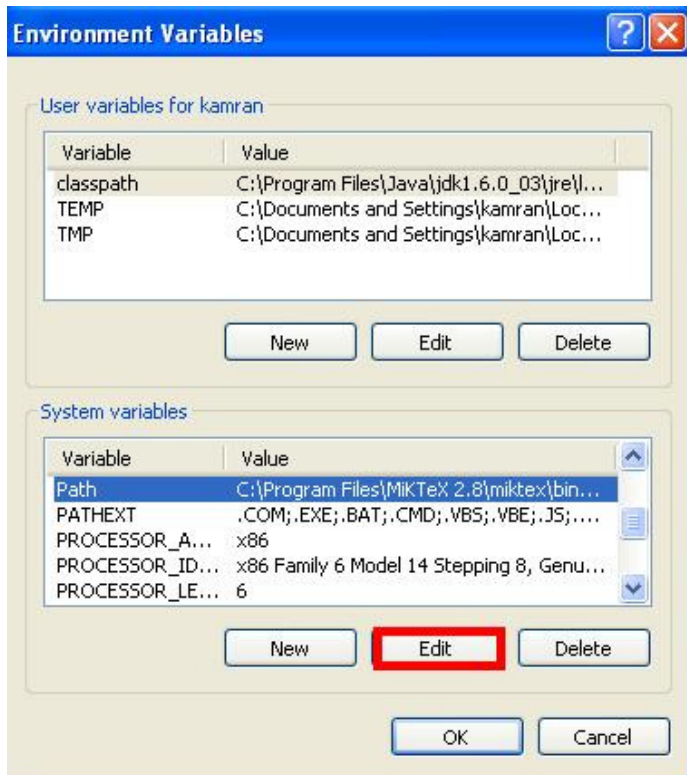 Environment Variables
User variables for kamran
Variable Value
classpath C:\Program Files\Java\jdk1.6.0_03\jre\l...
TEMP C:\Documents and Settings\kamran\Loc...
TMP C:\Documents and Settings\kamran\Loc...
New Edit Delete
System variables
Variable Value
Path C:\Program Files\MiKTeX 2.8\miktex\bin...
PATHEXT .COM;.EXE;.BAT;.CMD;.VBS;.VBE;.JS;....
PROCESSOR_A... x86
PROCESSOR_ID... x86 Family 6 Model 14 Stepping 8, Genu...
PROCESSOR_LE... 6
New Edit Delete
OK Cancel